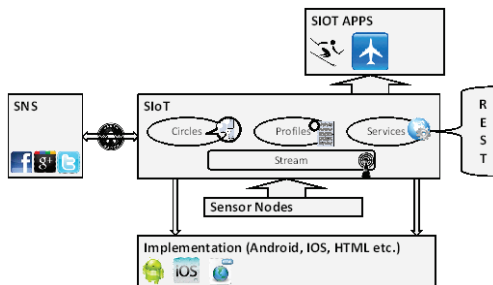 SIOT APPS
SNS
SIoT
Circles
Profiles
Services
Stream
R
E
S
T
Sensor Nodes
Implementation (Android, IOS, HTML etc.)
f
g+
t
iOS